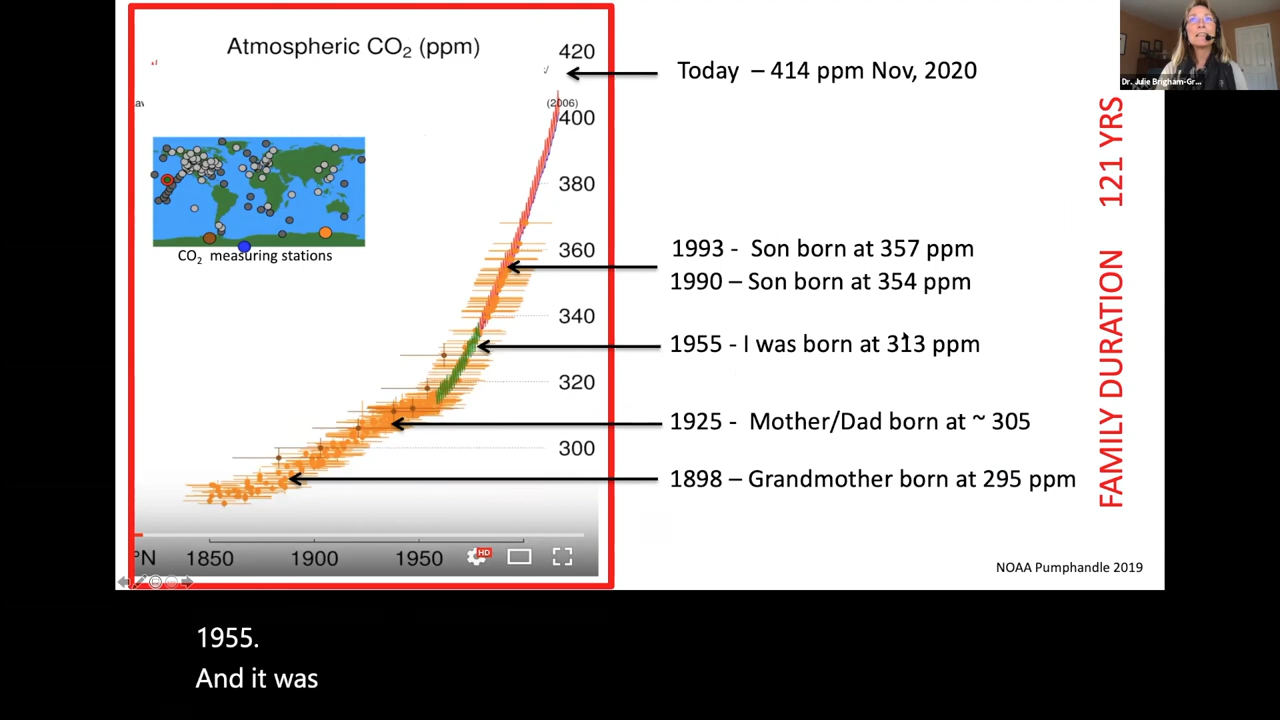 Atmospheric CO₂ (ppm)
420
400
380
360
340
320
300
(2006)
CO₂ measuring stations
PN 1850 1900 1950
HD
Today – 414 ppm Nov, 2020
1993 - Son born at 357 ppm
1990 – Son born at 354 ppm
1955 - I was born at 313 ppm
1925 - Mother/Dad born at ~ 305
1898 – Grandmother born at 295 ppm
FAMILY DURATION 121 YRS
NOAA Pumphandle 2019
Dr. Julie Brigham-Gr...
1955.
And it was